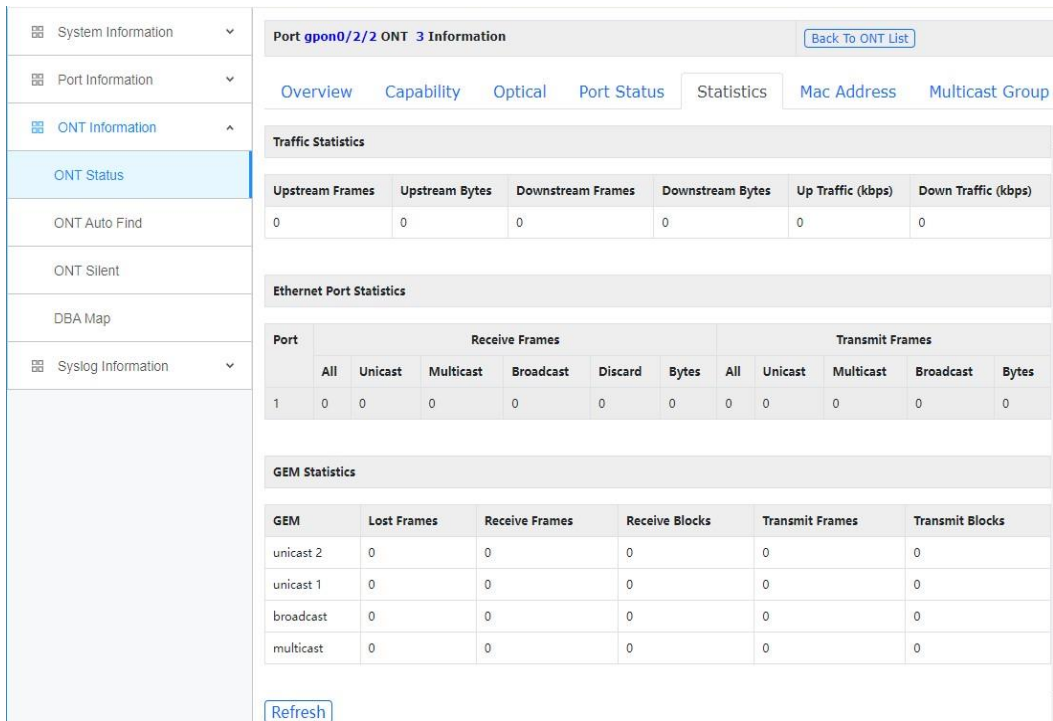 System Information
Port Information
ONT Information
ONT Status
ONT Auto Find
ONT Silent
DBA Map
Syslog Information
Port gpon0/2/2 ONT 3 Information Back To ONT List
Overview Capability Optical Port Status Statistics Mac Address Multicast Group
Traffic Statistics
Upstream Frames Upstream Bytes Downstream Frames Downstream Bytes Up Traffic (kbps) Down Traffic (kbps)
0 0 0 0 0 0
Ethernet Port Statistics
Port Receive Frames Transmit Frames
All Unicast Multicast Broadcast Discard Bytes All Unicast Multicast Broadcast Bytes
1 0 0 0 0 0 0 0 0 0 0 0
GEM Statistics
GEM Lost Frames Receive Frames Receive Blocks Transmit Frames Transmit Blocks
unicast 2 0 0 0 0 0
unicast 1 0 0 0 0 0
broadcast 0 0 0 0 0
multicast 0 0 0 0 0
Refresh